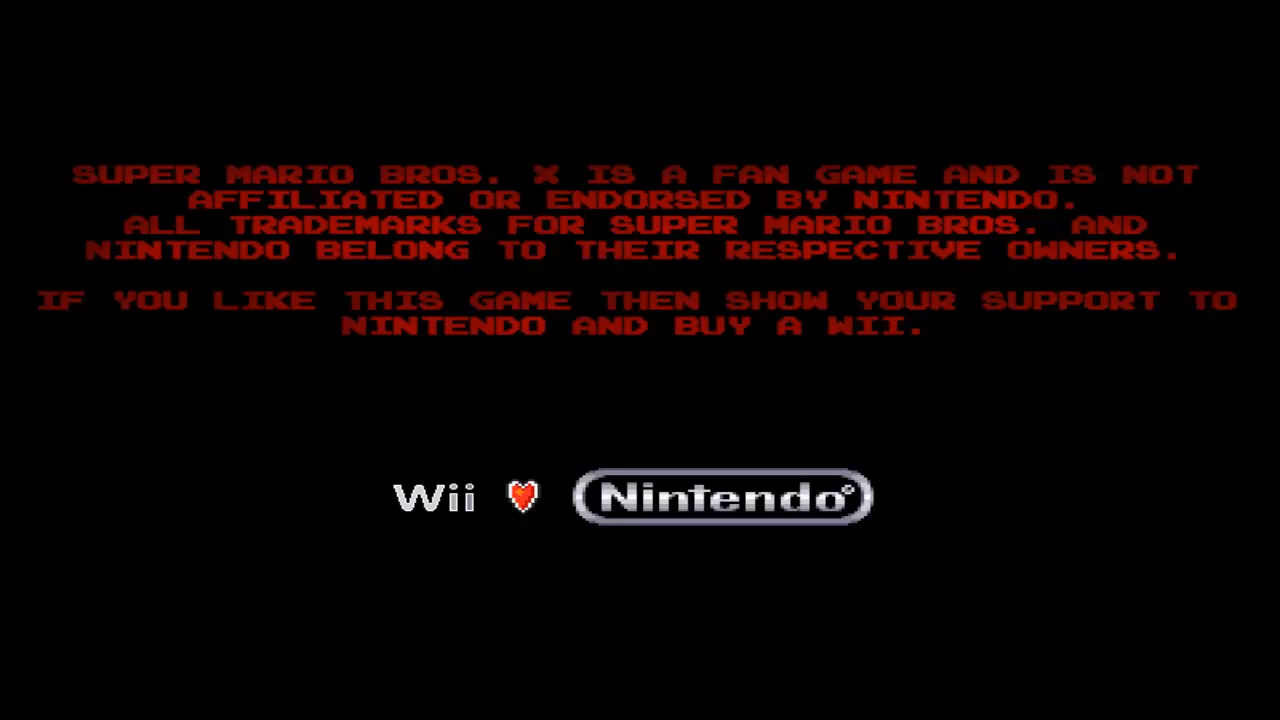 SUPER MARIO BROS. X IS A FAN GAME AND IS NOT
AFFILIATED OR ENDORSED BY NINTENDO.
ALL TRADEMARKS FOR SUPER MARIO BROS. AND
NINTENDO BELONG TO THEIR RESPECTIVE OWNERS.
IF YOU LIKE THIS GAME THEN SHOW YOUR SUPPORT TO
NINTENDO AND BUY A WII.
Wii Nintendo